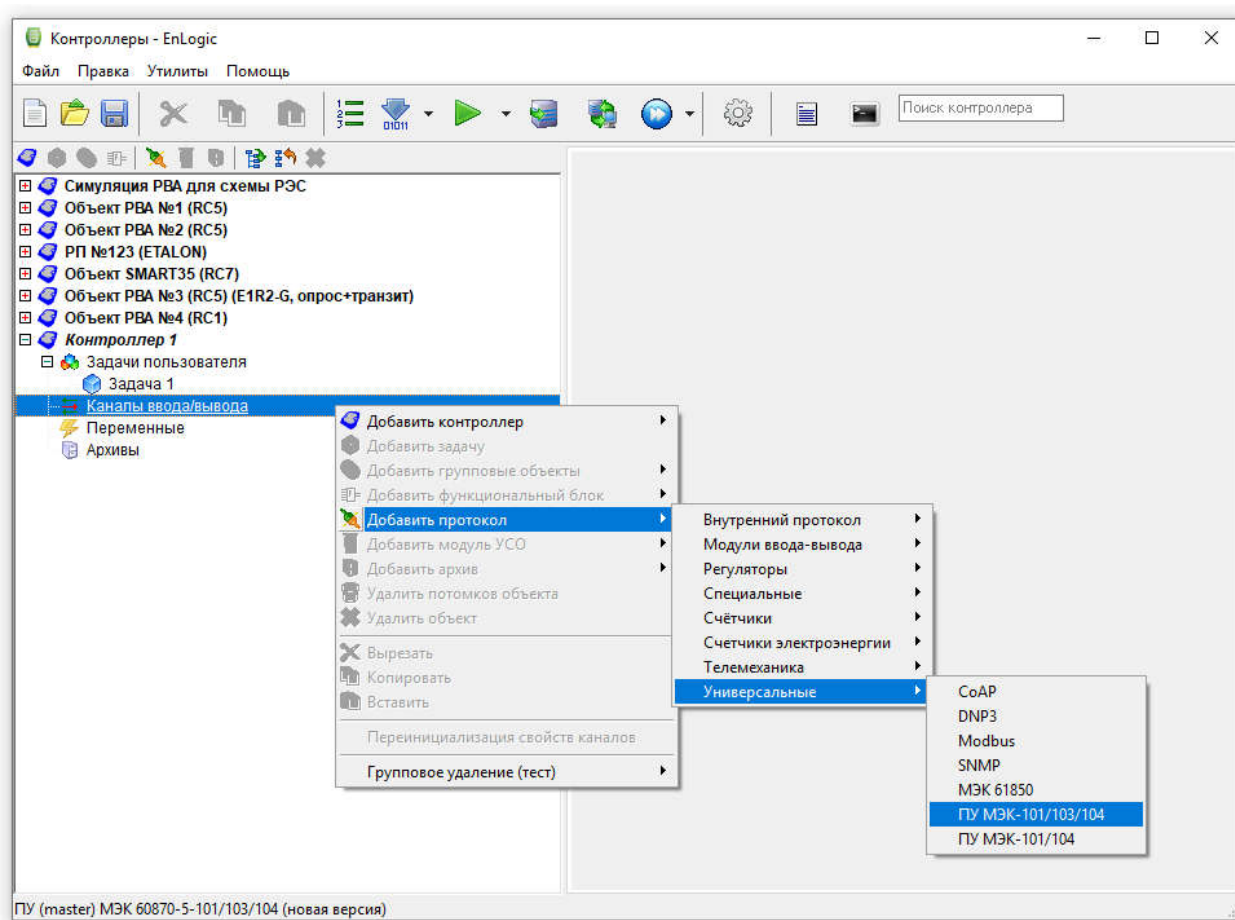 Контроллеры - EnLogic
Файл Правка Утилиты Помощь
1
2
3
01011
Поиск контроллера
Симуляция РВА для схемы РЭС
Объект РВА №1 (RC5)
Объект РВА №2 (RC5)
РП №123 (ETALON)
Объект SMART35 (RC7)
Объект РВА №3 (RC5) (E1R2-G, опрос+транзит)
Объект РВА №4 (RC1)
Контроллер 1
Задачи пользователя
Задача 1
Каналы ввода/вывода
Переменные
Архивы
Добавить контроллер
Добавить задачу
Добавить групповые объекты
Добавить функциональный блок
Добавить протокол
Добавить модуль УСО
Добавить архив
Удалить потомков объекта
Удалить объект
Вырезать
Копировать
Вставить
Переинициализация свойств каналов
Групповое удаление (тест)
Внутренний протокол
Модули ввода-вывода
Регуляторы
Специальные
Счётчики
Счетчики электроэнергии
Телемеханика
Универсальные
CoAP
DNP3
Modbus
SNMP
МЭК 61850
ПУ МЭК-101/103/104
ПУ МЭК-101/104
ПУ (master) МЭК 60870-5-101/103/104 (новая версия)